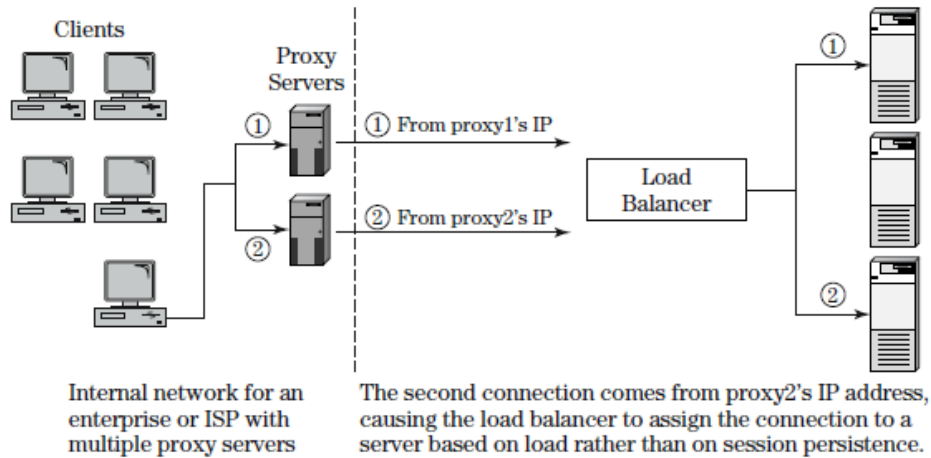 Clients
Proxy
Servers
①
① From proxy1's IP
②
② From proxy2's IP
Load
Balancer
①
②
Internal network for an
enterprise or ISP with
multiple proxy servers
The second connection comes from proxy2's IP address,
causing the load balancer to assign the connection to a
server based on load rather than on session persistence.